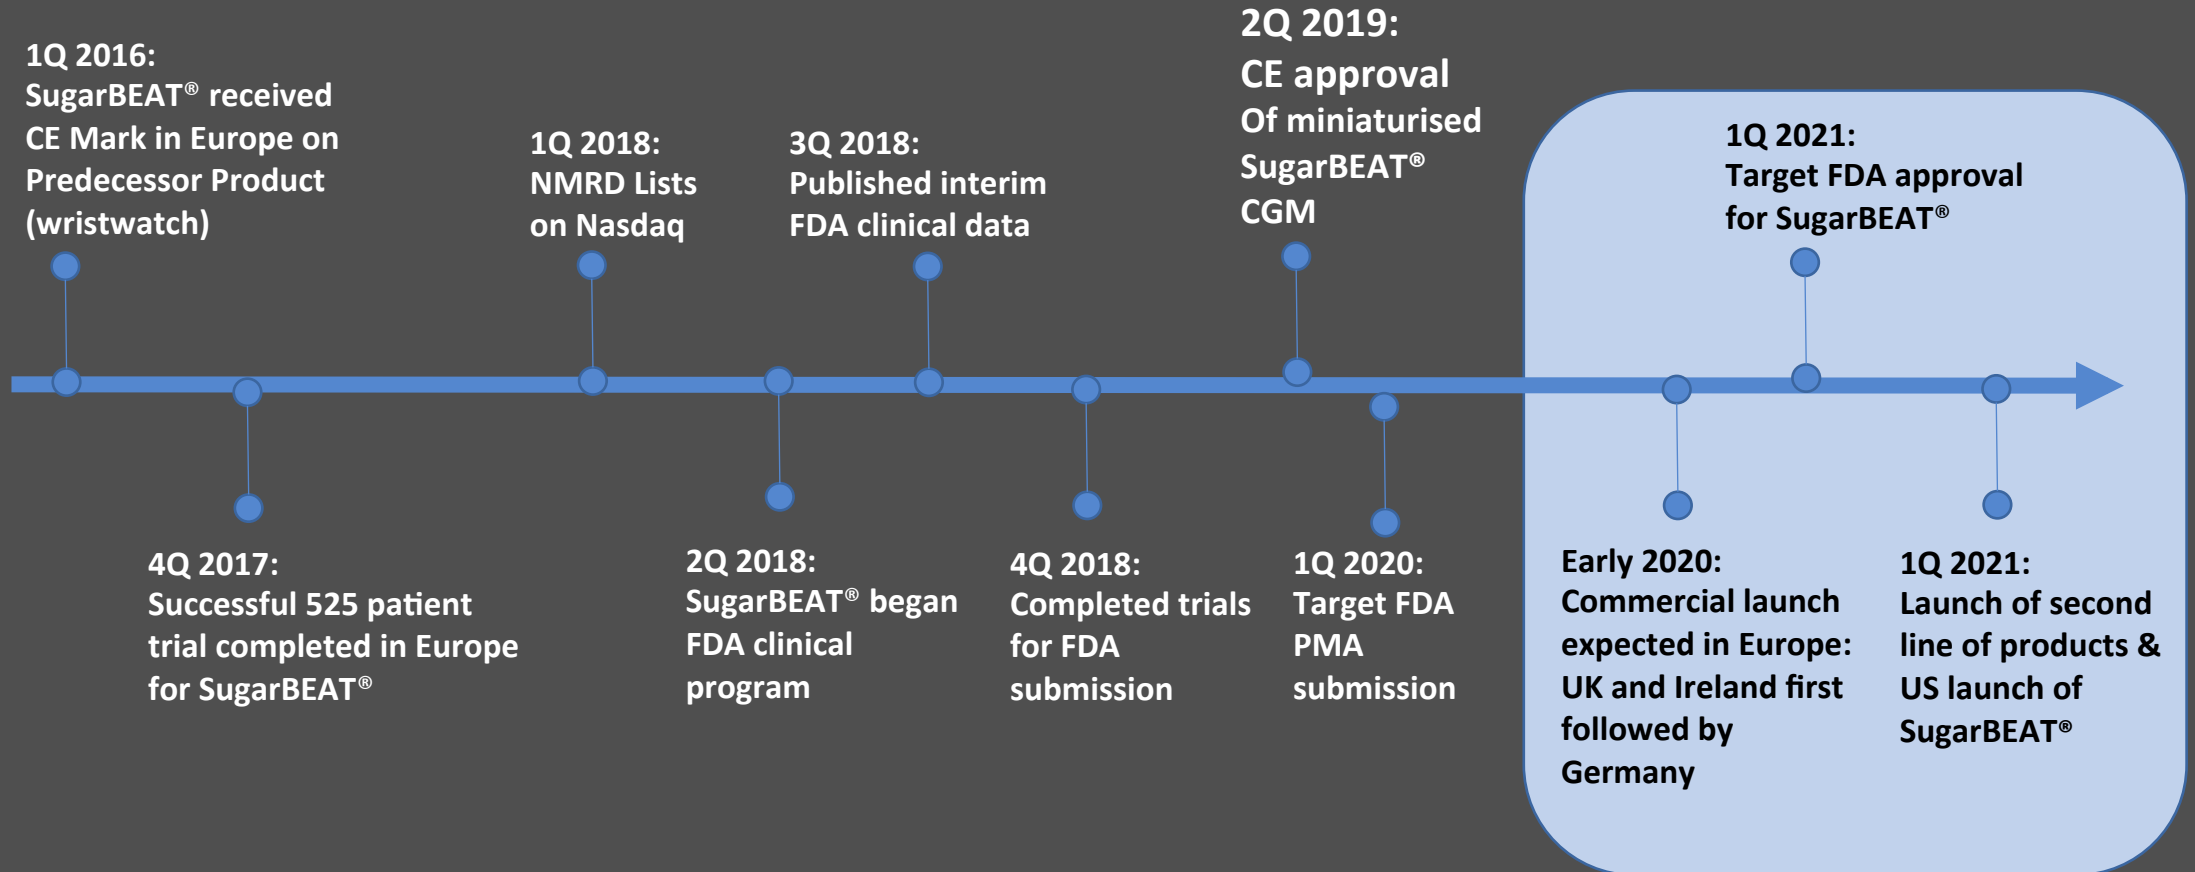 1Q 2016:
SugarBEAT® received
CE Mark in Europe on
Predecessor Product
(wristwatch)
4Q 2017:
Successful 525 patient
trial completed in Europe
for SugarBEAT®
1Q 2018:
NMRD Lists
on Nasdaq
2Q 2018:
SugarBEAT® began
FDA clinical
program
3Q 2018:
Published interim
FDA clinical data
4Q 2018:
Completed trials
for FDA
submission
2Q 2019:
CE approval
Of miniaturised
SugarBEAT®
CGM
1Q 2020:
Target FDA
PMA
submission
Early 2020:
Commercial launch
expected in Europe:
UK and Ireland first
followed by
Germany
1Q 2021:
Target FDA approval
for SugarBEAT®
1Q 2021:
Launch of second
line of products &
US launch of
SugarBEAT®